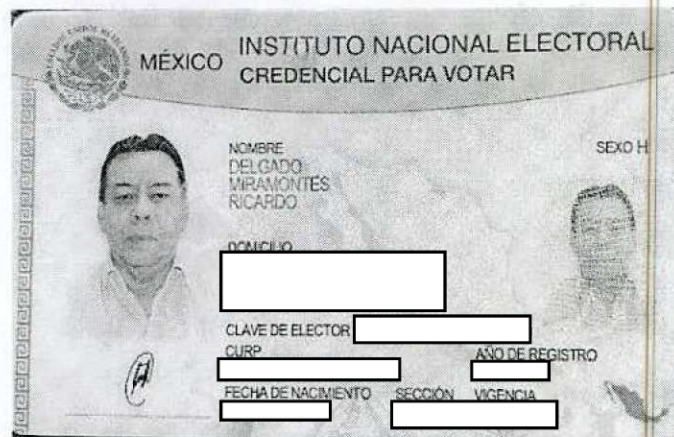 MÉXICO
INSTITUTO NACIONAL ELECTORAL
CREDENCIAL PARA VOTAR
NOMBRE
DELGADO
MIRAMONTES
RICARDO
SEXO H
DOMICILIO
CLAVE DE ELECTOR
CURP
AÑO DE REGISTRO
FECHA DE NACIMIENTO
SECCIÓN
VIGENCIA